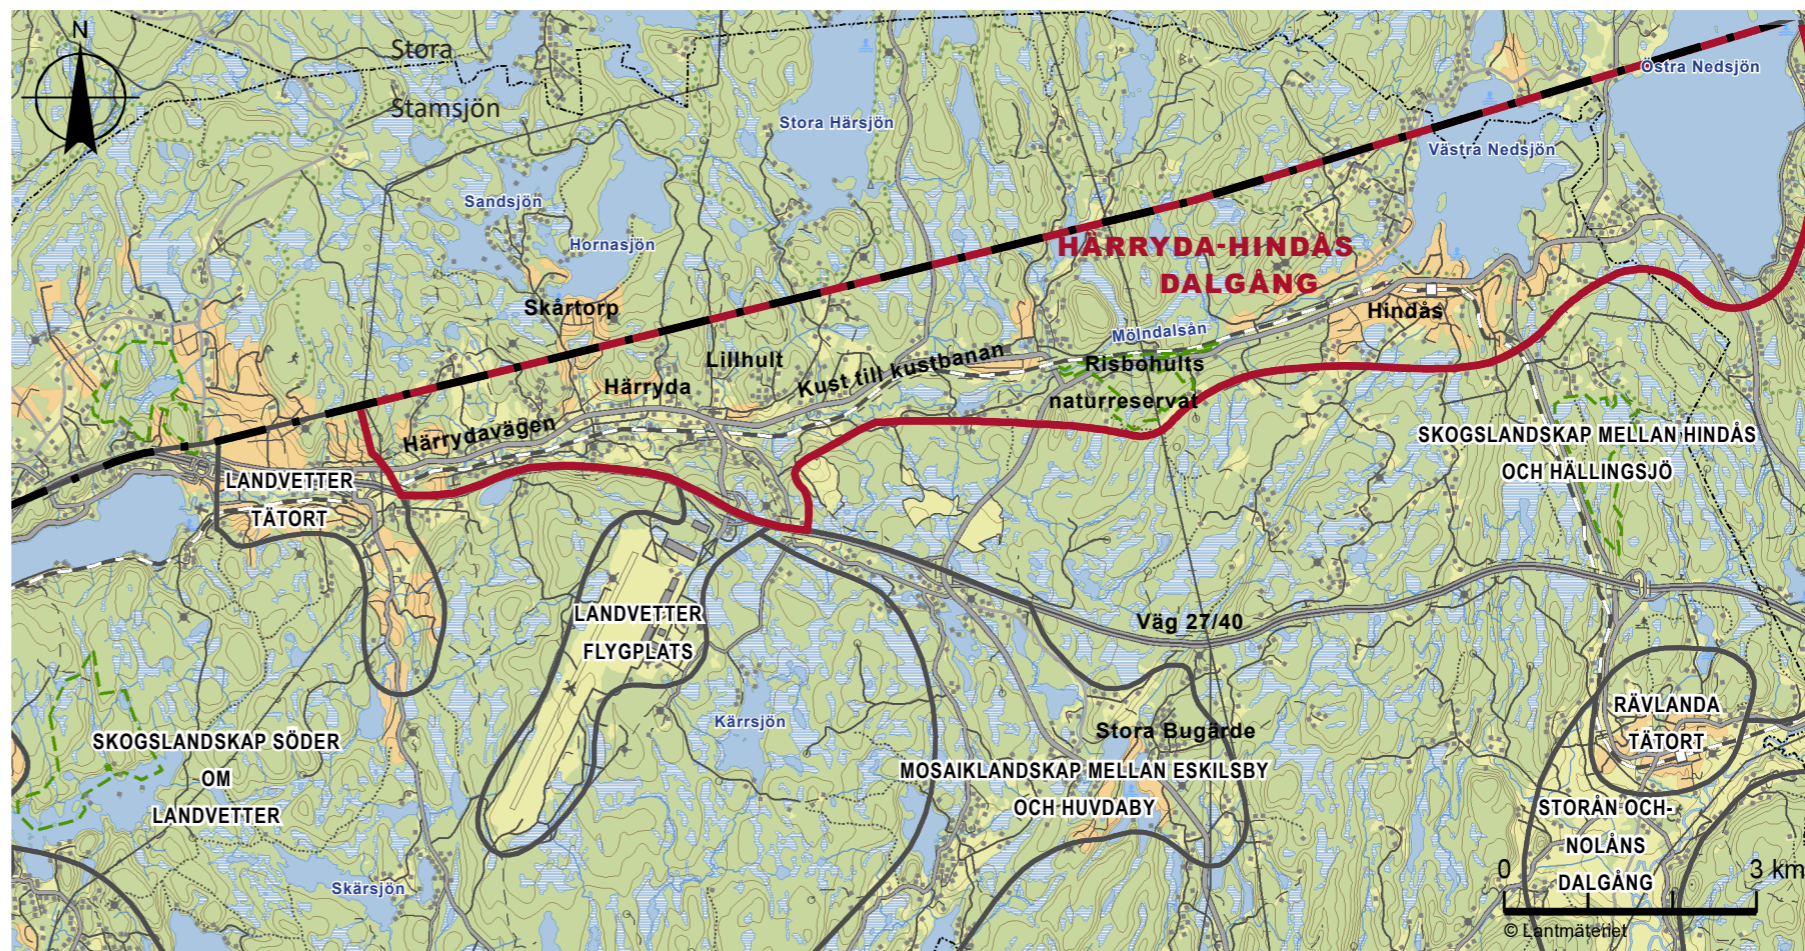 N
Stora
Stamsjön
Östra Nedsjön
Stora Härsjön
Västra Nedsjön
Sandsjön
Hornasjön
HÄRRYDA-HINDÅS
DALGÅNG
Skårtorp
Hindås
Mölndalsån
Lillhult
Kust till kustbanan
Risbohults
naturreservat
Härryda
Härrydavägen
SKOGSLANDSKAP MELLAN HINDÅS
OCH HÄLLINGSJÖ
LANDVETTER
TÄTORT
LANDVETTER
FLYGPLATS
Väg 27/40
Kärrsjön
Stora Bugärde
RÄVLANDA
TÄTORT
SKOGSLANDSKAP SÖDER
OM
LANDVETTER
MOSAIKLANDSKAP MELLAN ESKILSBY
OCH HUVDABY
STORÅN OCH-
NOLÅNS
DALGÅNG
Skärsjön
0 3 km
© Lantmäteriet